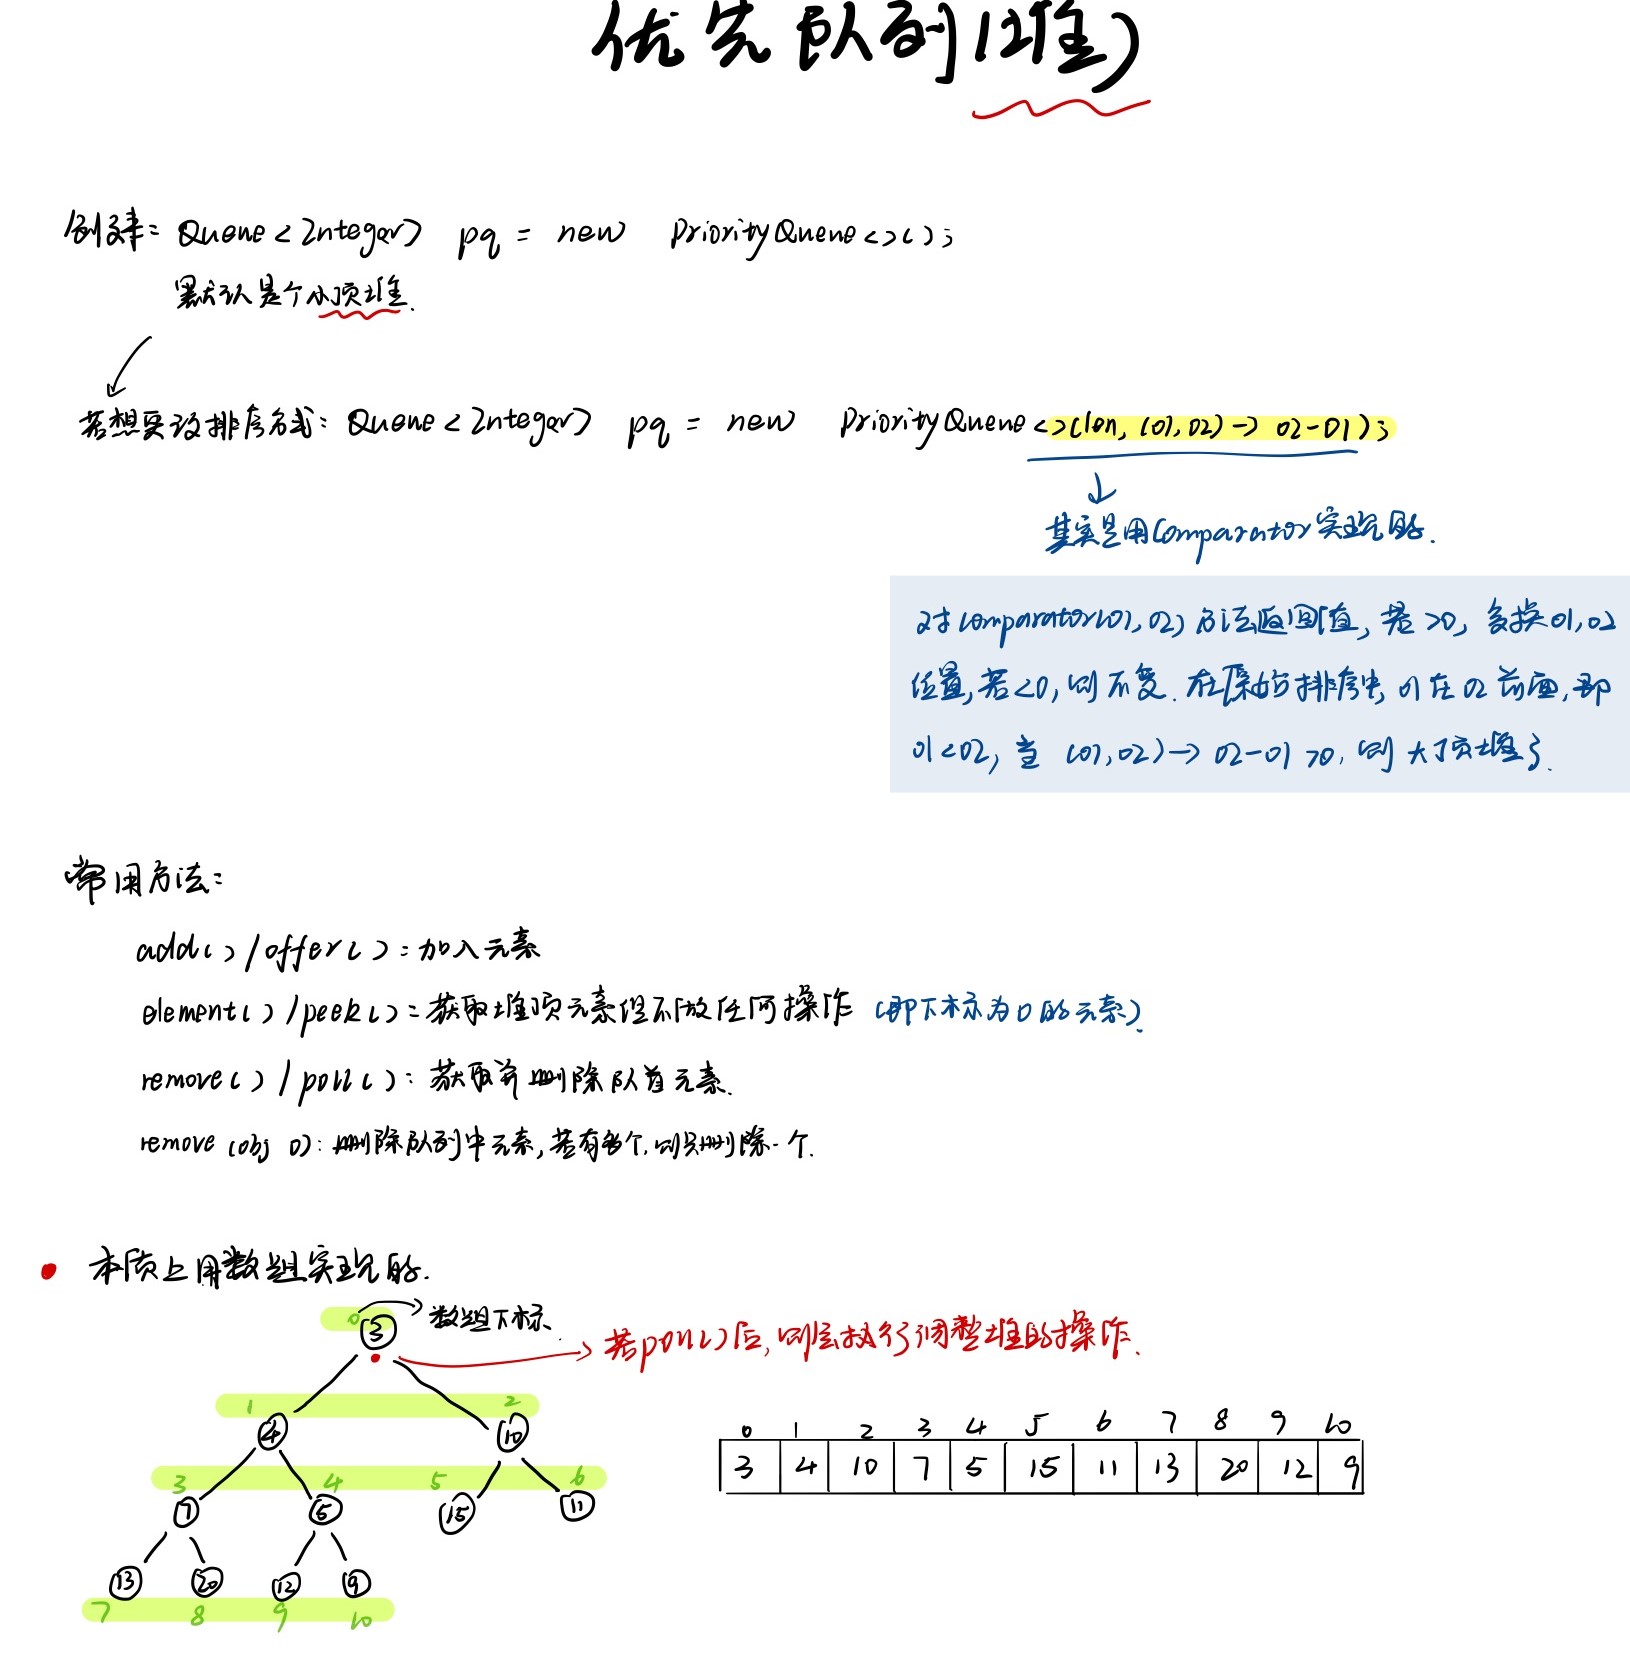 优先队列(堆)
创建: Queue<Integer> pq = new PriorityQueue<>();
默认是个小顶堆.
若想更改排序方式: Queue<Integer> pq = new PriorityQueue<>(len, (o1,o2)-> o2-o1);
其实是用Comparator实现的.
对comparator(o1,o2)方法返回值,若>0,交换o1,o2
位置,若<0,则不变.在原始的排序中,o1在o2前面,即
o1<o2,当 (o1,o2)-> o2-o1 >0,则大顶堆了.
常用方法:
add()/offer():加入元素
element()/peek():获取堆顶元素但不做任何操作 (即下标为0的元素)
remove()/poll():获取并删除队首元素.
remove(obj o):删除队列中元素,若有多个,则只删除一个.
本质上用数组实现的.
0 数组下标
3
若poll()后,则会执行调整堆的操作.
1 2
4 10
3 4 5 6
7 5 15 11
13 20 12 9
7 8 9 10
0 1 2 3 4 5 6 7 8 9 10
3 4 10 7 5 15 11 13 20 12 9